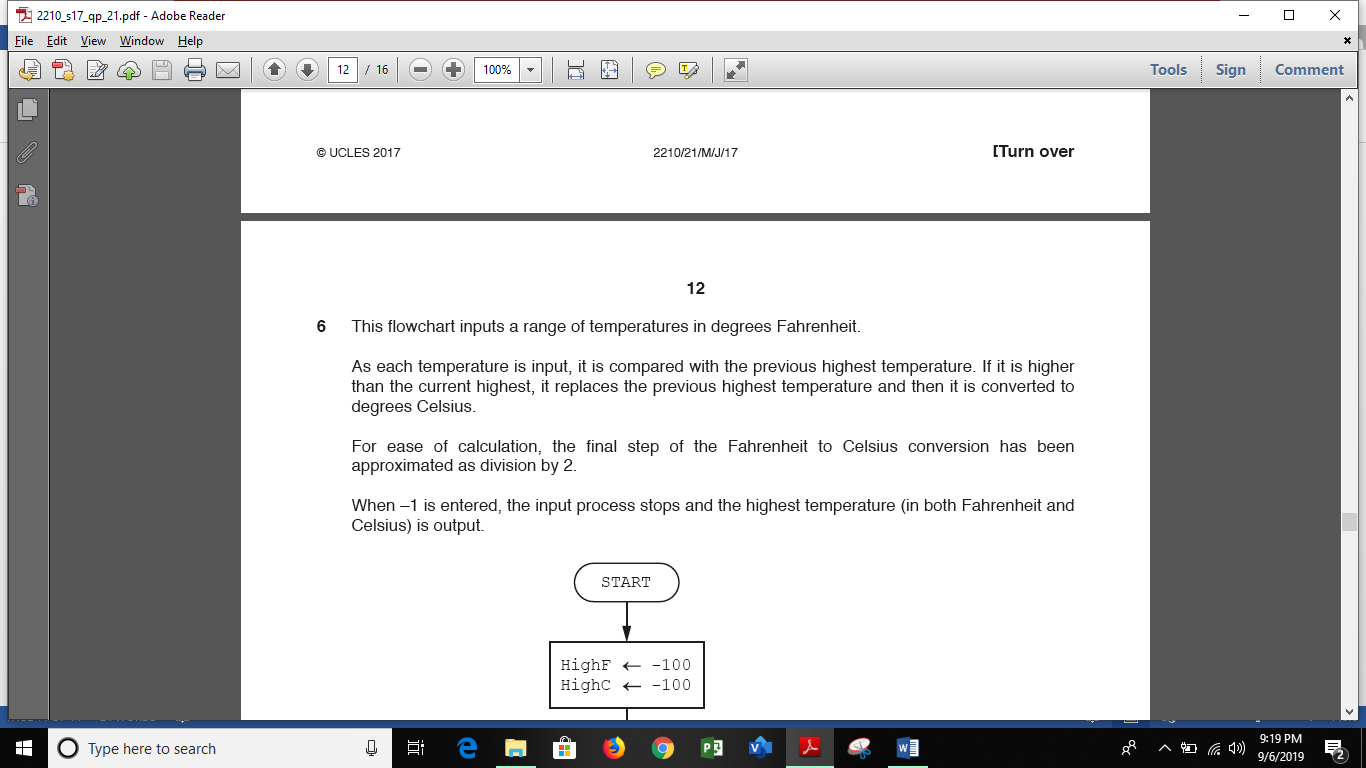 2210_s17_qp_21.pdf - Adobe Reader
File Edit View Window Help
12 / 16 100% Tools Sign Comment
© UCLES 2017 2210/21/M/J/17 [Turn over
12
6 This flowchart inputs a range of temperatures in degrees Fahrenheit.
As each temperature is input, it is compared with the previous highest temperature. If it is higher
than the current highest, it replaces the previous highest temperature and then it is converted to
degrees Celsius.
For ease of calculation, the final step of the Fahrenheit to Celsius conversion has been
approximated as division by 2.
When –1 is entered, the input process stops and the highest temperature (in both Fahrenheit and
Celsius) is output.
START
HighF ← -100
HighC ← -100
Type here to search
9:19 PM
9/6/2019
2